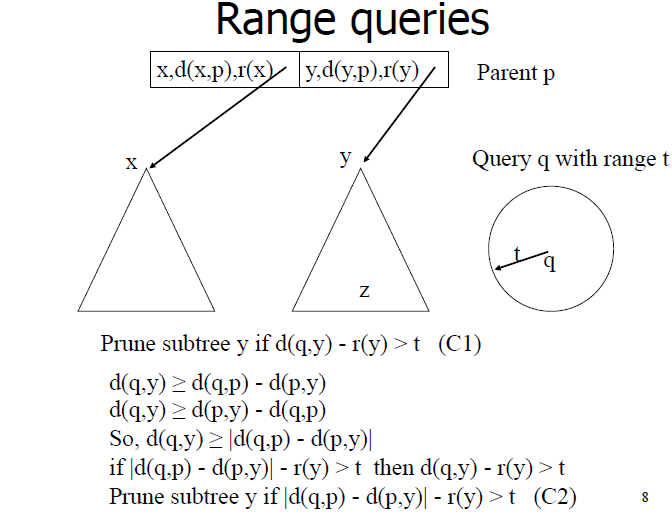 Range queries
x,d(x,p),r(x) y,d(y,p),r(y) Parent p
x y Query q with range t
t q
z
Prune subtree y if d(q,y) - r(y) > t (C1)
d(q,y) ≥ d(q,p) - d(p,y)
d(q,y) ≥ d(p,y) - d(q,p)
So, d(q,y) ≥ |d(q,p) - d(p,y)|
if |d(q,p) - d(p,y)| - r(y) > t then d(q,y) - r(y) > t
Prune subtree y if |d(q,p) - d(p,y)| - r(y) > t (C2)
8